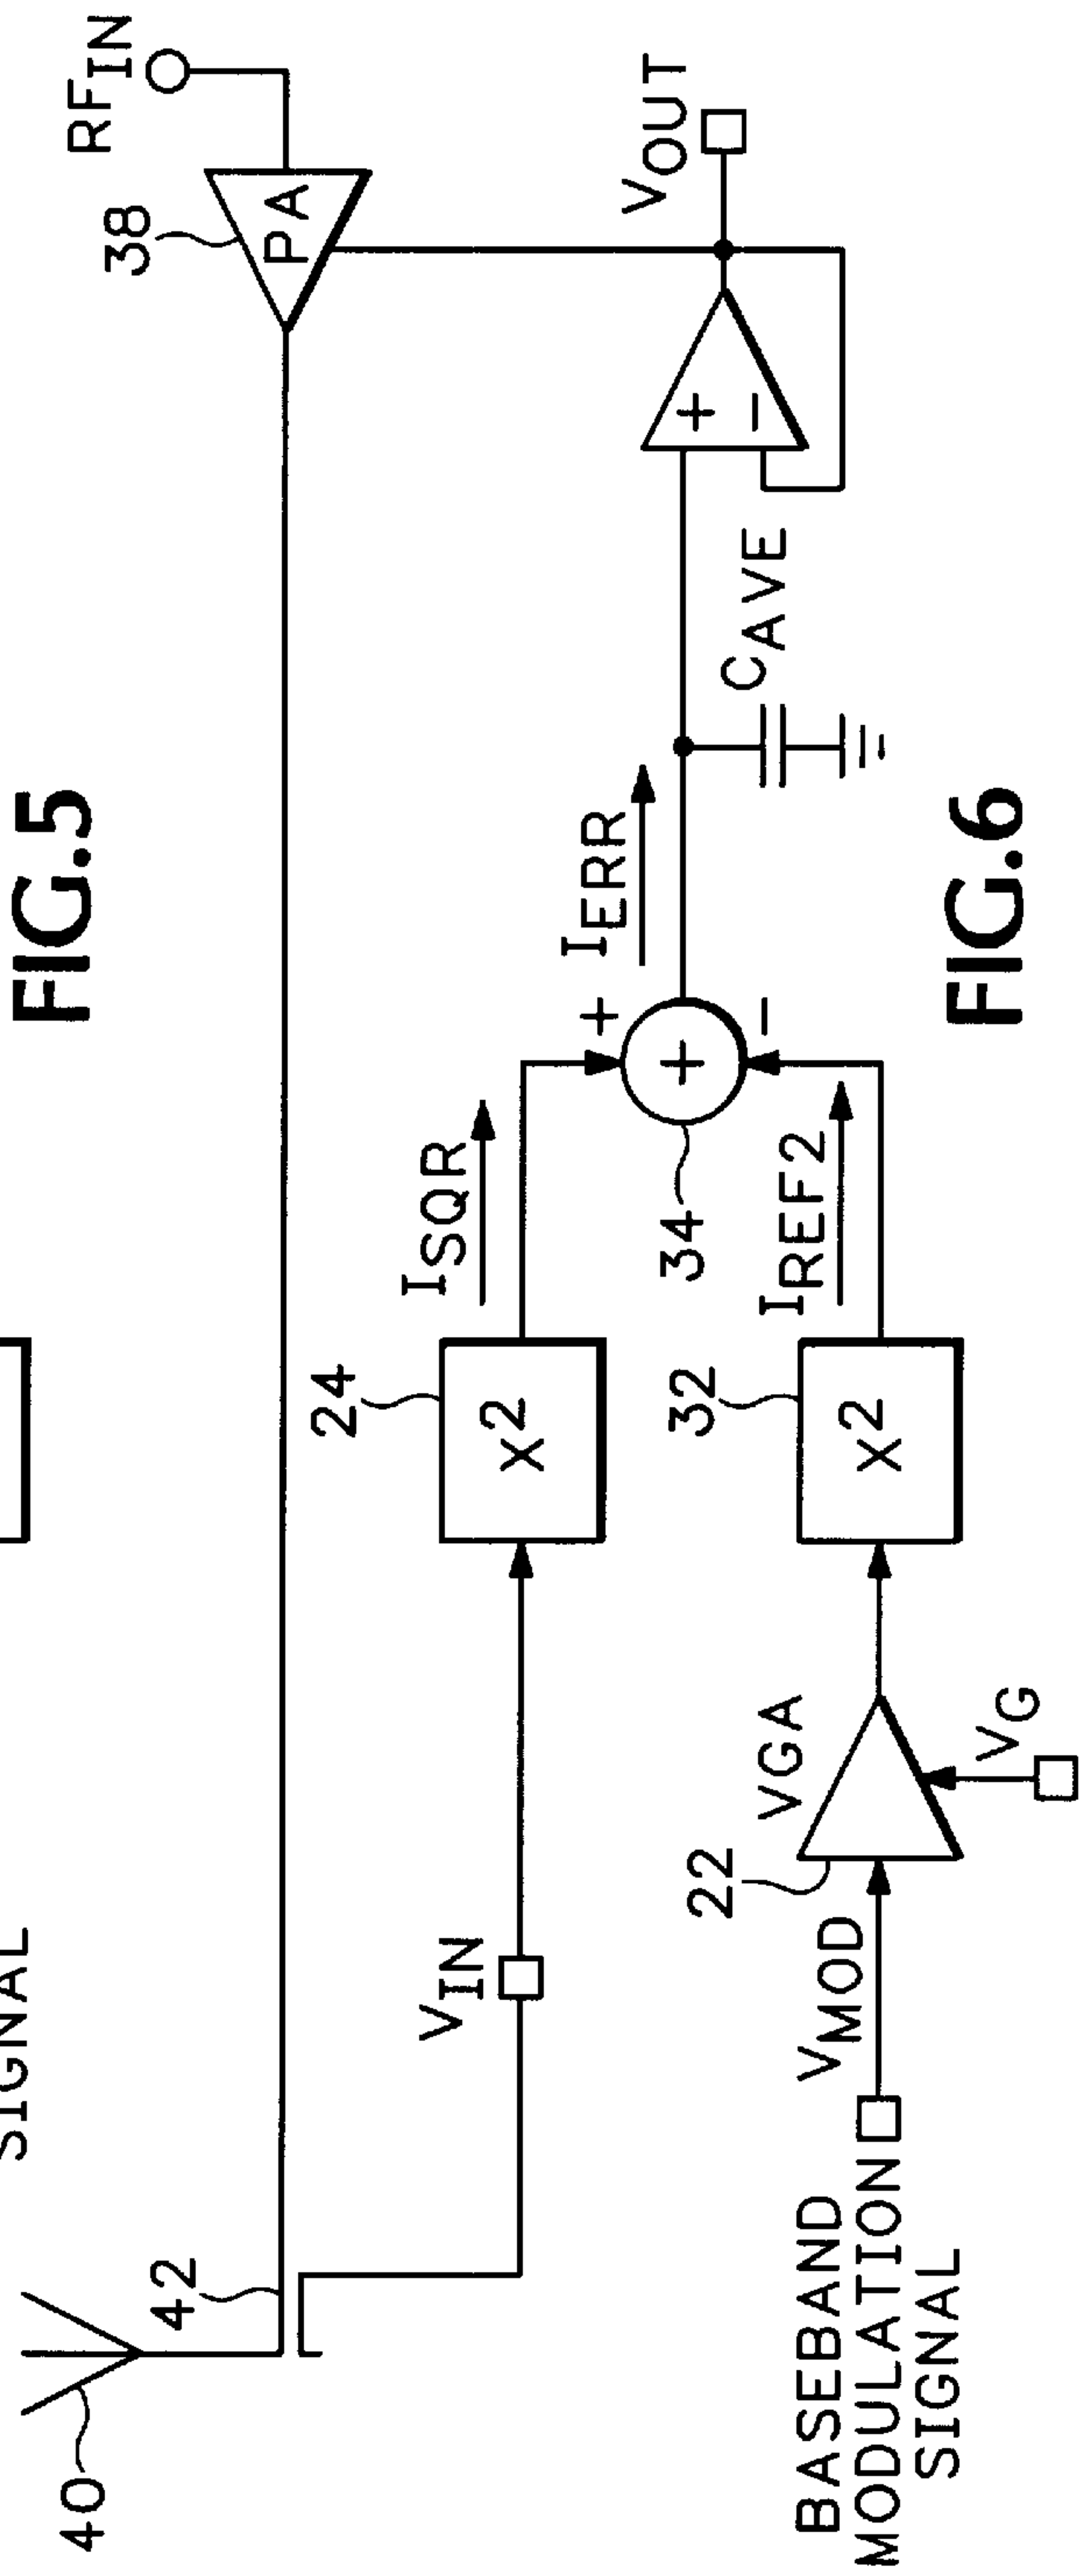 SIGNAL
FIG.5
40
42
RF_IN
38
PA
V_IN
24
X²
I_SQR
+
+
−
34
I_ERR
C_AVE
+
−
V_OUT
BASEBAND
MODULATION
SIGNAL
V_MOD
22
VGA
V_G
32
X²
I_REF2
FIG.6